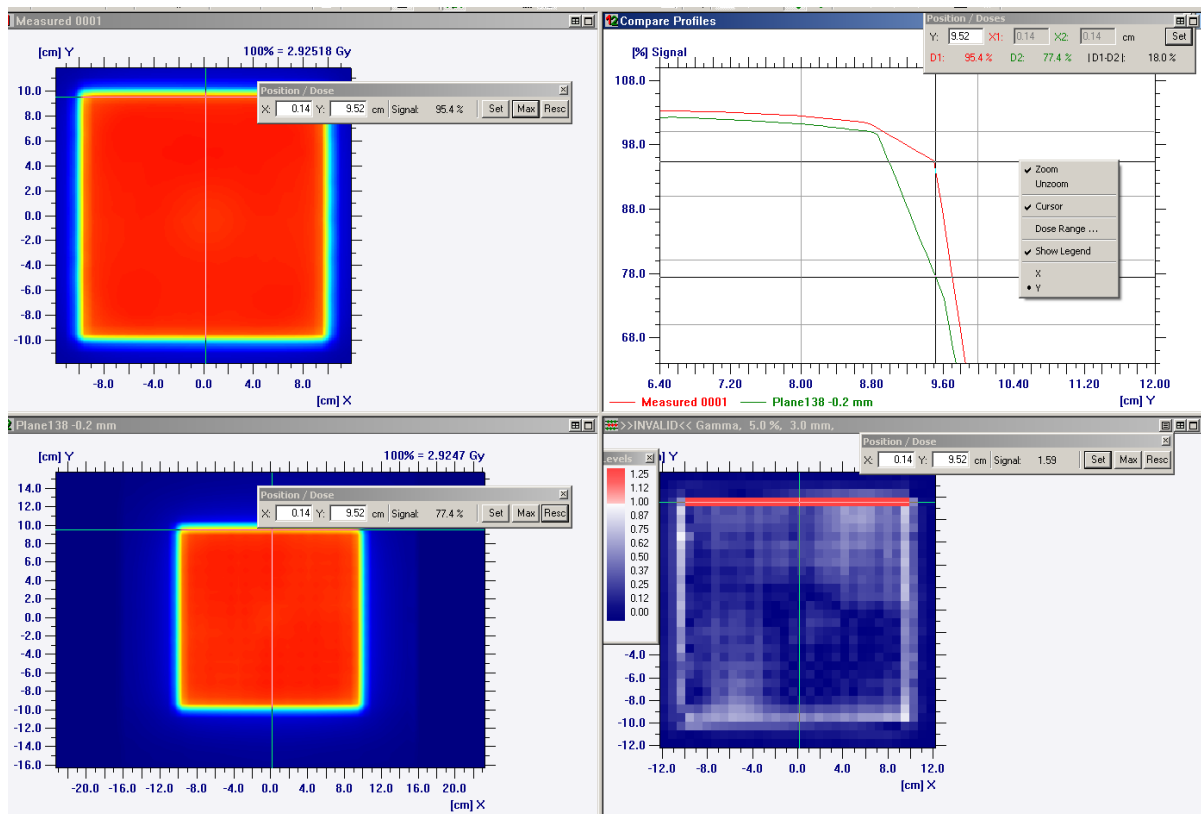 Measured 0001
[cm] Y
100% = 2.92518 Gy
Position / Dose
X: 0.14 Y: 9.52 cm Signal: 95.4 % Set Max Resc
10.0
8.0
6.0
4.0
2.0
0.0
-2.0
-4.0
-6.0
-8.0
-10.0
-8.0 -4.0 0.0 4.0 8.0
[cm] X
Compare Profiles
Position / Doses
Y: 9.52 X1: 0.14 X2: 0.14 cm Set
D1: 95.4 % D2: 77.4 % |D1-D2|: 18.0 %
[%] Signal
108.0
98.0
88.0
78.0
68.0
Zoom
Unzoom
Cursor
Dose Range ...
Show Legend
X
Y
6.40 7.20 8.00 8.80 9.60 10.40 11.20 12.00
Measured 0001 Plane138 -0.2 mm [cm] Y
Plane138 -0.2 mm
[cm] Y
100% = 2.9247 Gy
Position / Dose
X: 0.14 Y: 9.52 cm Signal: 77.4 % Set Max Resc
14.0
12.0
10.0
8.0
6.0
4.0
2.0
0.0
-2.0
-4.0
-6.0
-8.0
-10.0
-12.0
-14.0
-16.0
-20.0 -16.0 -12.0 -8.0 -4.0 0.0 4.0 8.0 12.0 16.0 20.0
[cm] X
>>INVALID<< Gamma, 5.0 %, 3.0 mm,
Position / Dose
X: 0.14 Y: 9.52 cm Signal: 1.59 Set Max Resc
] Y
Levels
1.25
1.12
1.00
0.87
0.75
0.62
0.50
0.37
0.25
0.12
0.00
-4.0
-6.0
-8.0
-10.0
-12.0
-12.0 -8.0 -4.0 0.0 4.0 8.0 12.0
[cm] X